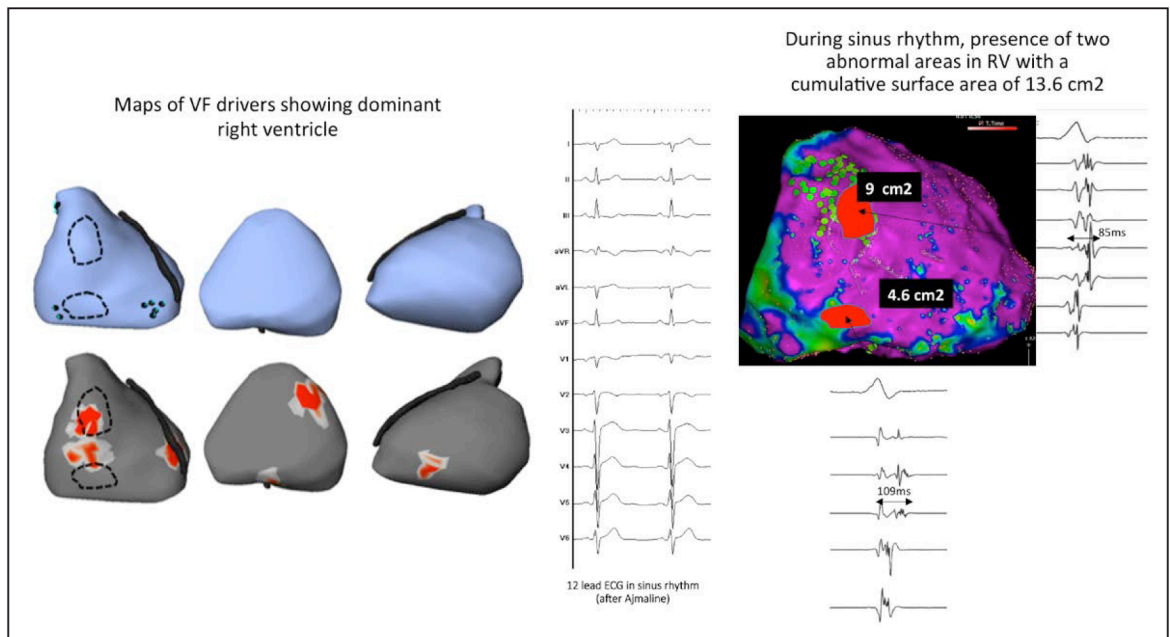 Maps of VF drivers showing dominant
right ventricle
I
II
III
aVR
aVL
aVF
V1
V2
V3
V4
V5
V6
12 lead ECG in sinus rhythm
(after Ajmaline)
During sinus rhythm, presence of two
abnormal areas in RV with a
cumulative surface area of 13.6 cm2
9 cm2
4.6 cm2
85ms
109ms